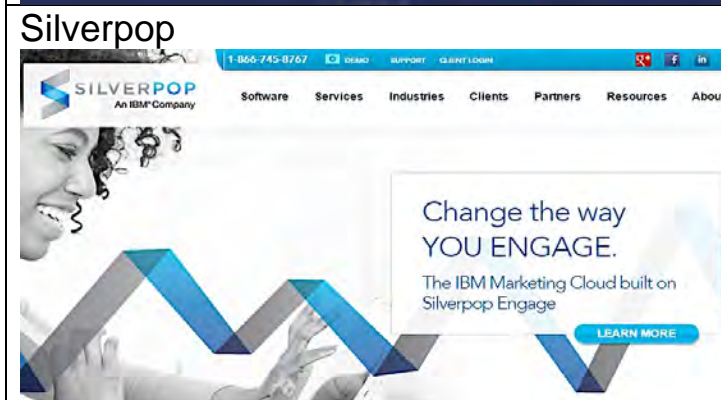 Silverpop
1-866-745-8767 DEMO SUPPORT CLIENT LOGIN
SILVERPOP
An IBM® Company
Software Services Industries Clients Partners Resources Abou
Change the way
YOU ENGAGE.
The IBM Marketing Cloud built on
Silverpop Engage
LEARN MORE